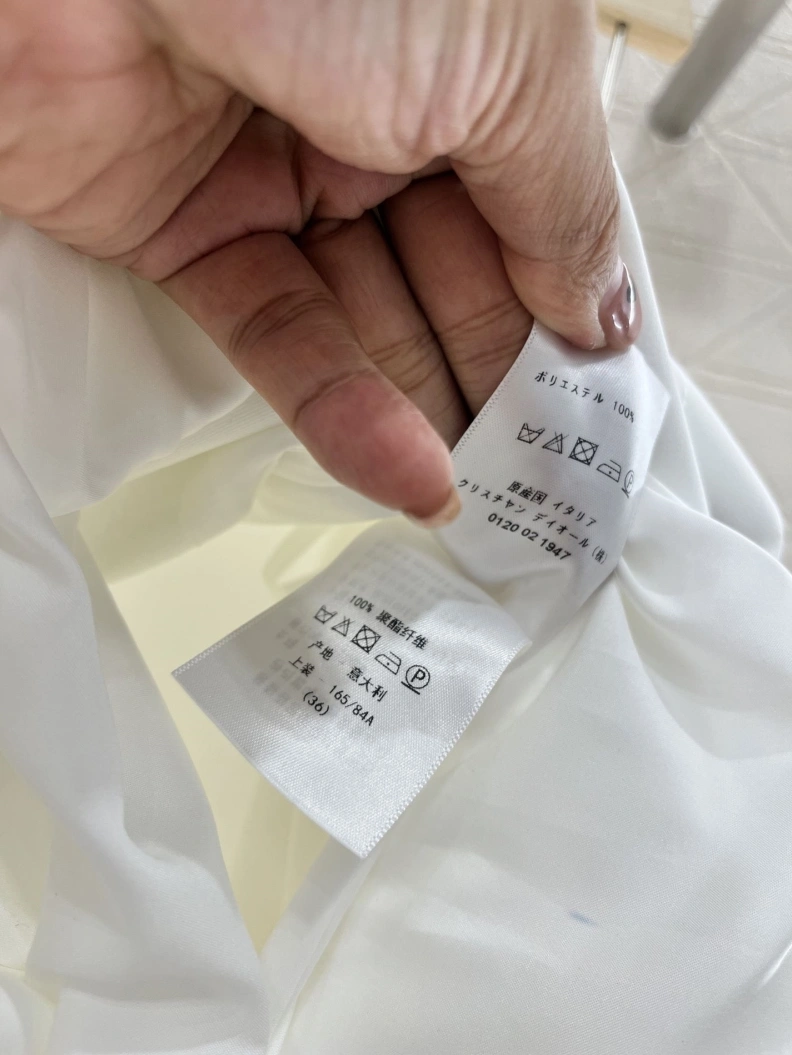 ポリエステル 100%
P
原産国 イタリア
クリスチャン ディオール (株)
0120 02 1947
100% 聚酯纤维
P
产地 意大利
上装 165/84A
(36)